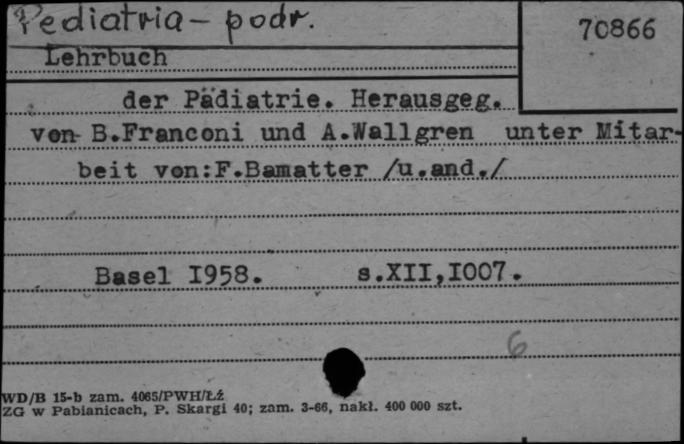 Pediatria - podr.
70866
Lehrbuch
der Pädiatrie. Herausgeg.
von B.Franconi und A.Wallgren unter Mitar-
beit von:F.Bamatter /u.and./
Basel I958. s.XII,I007.
6
WD/B 15-b zam. 4065/PWH/Łź
ZG w Pabianicach, P. Skargi 40; zam. 3-66, nakł. 400 000 szt.